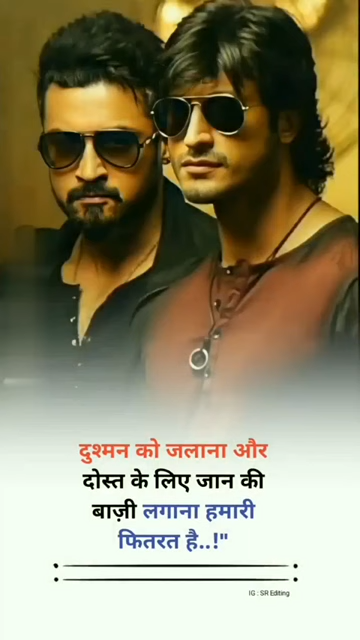 दुश्मन को जलाना और
दोस्त के लिए जान की
बाज़ी लगाना हमारी
फितरत है..!"
IG : SR Editing